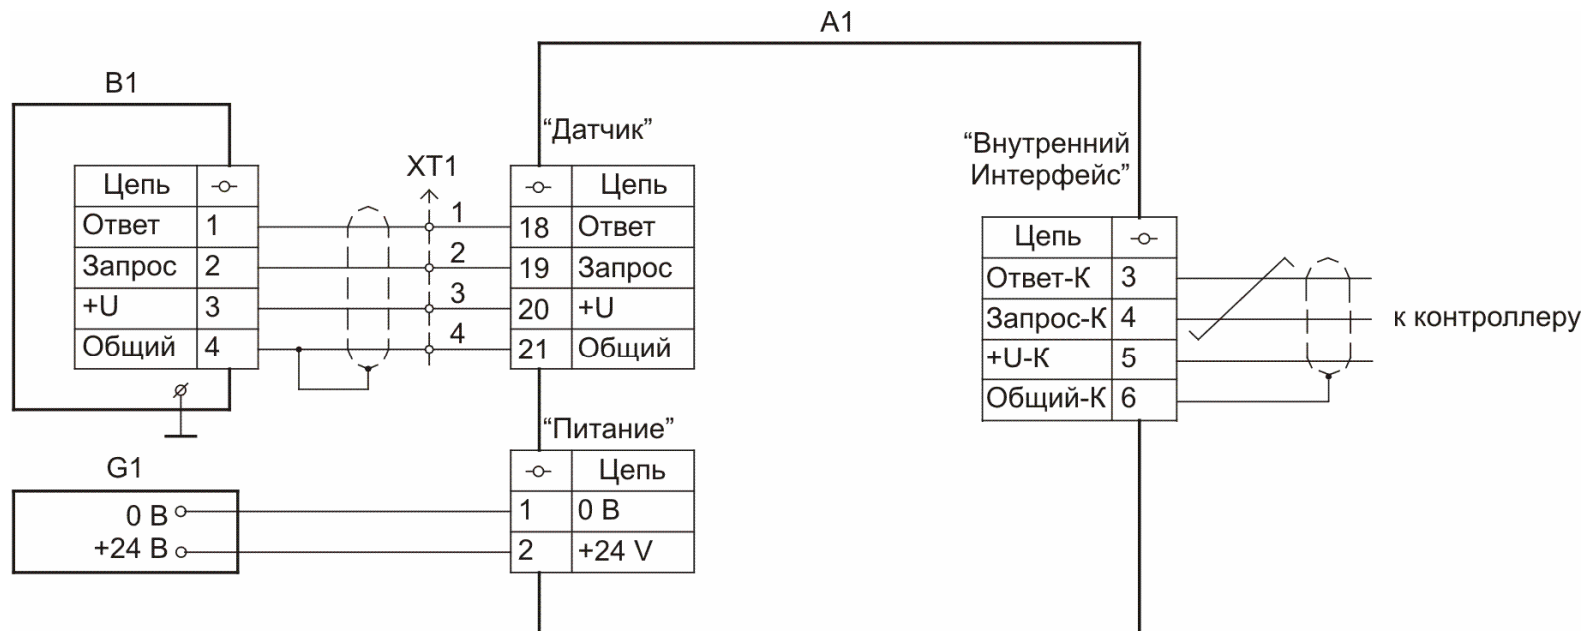 A1
B1
“Датчик”
“Внутренний
Интерфейс”
XT1
Цепь
Ответ 1
Запрос 2
+U 3
Общий 4
1
2
3
4
Цепь
18 Ответ
19 Запрос
20 +U
21 Общий
Цепь
Ответ-К 3
Запрос-К 4
+U-К 5
Общий-К 6
к контроллеру
“Питание”
Цепь
1 0 В
2 +24 V
G1
0 В
+24 В